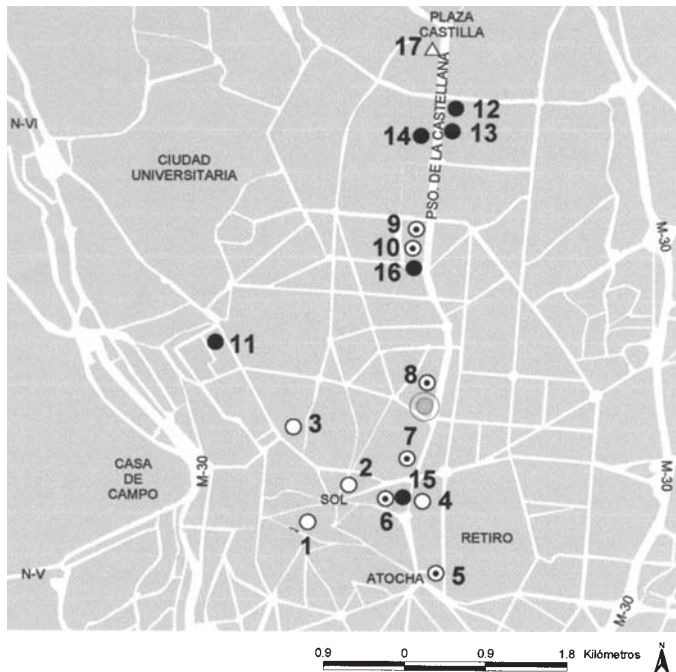 PLAZA
CASTILLA
17
12
N-VI
14
13
CIUDAD
UNIVERSITARIA
PSO. DE LA CASTELLANA
9
10
M-30
16
11
8
3
7
CASA
DE
CAMPO
M-30
2
15
M-30
SOL
6
4
1
RETIRO
N-V
ATOCHA
5
M-30
0.9 0 0.9 1.8 Kilómetros
N